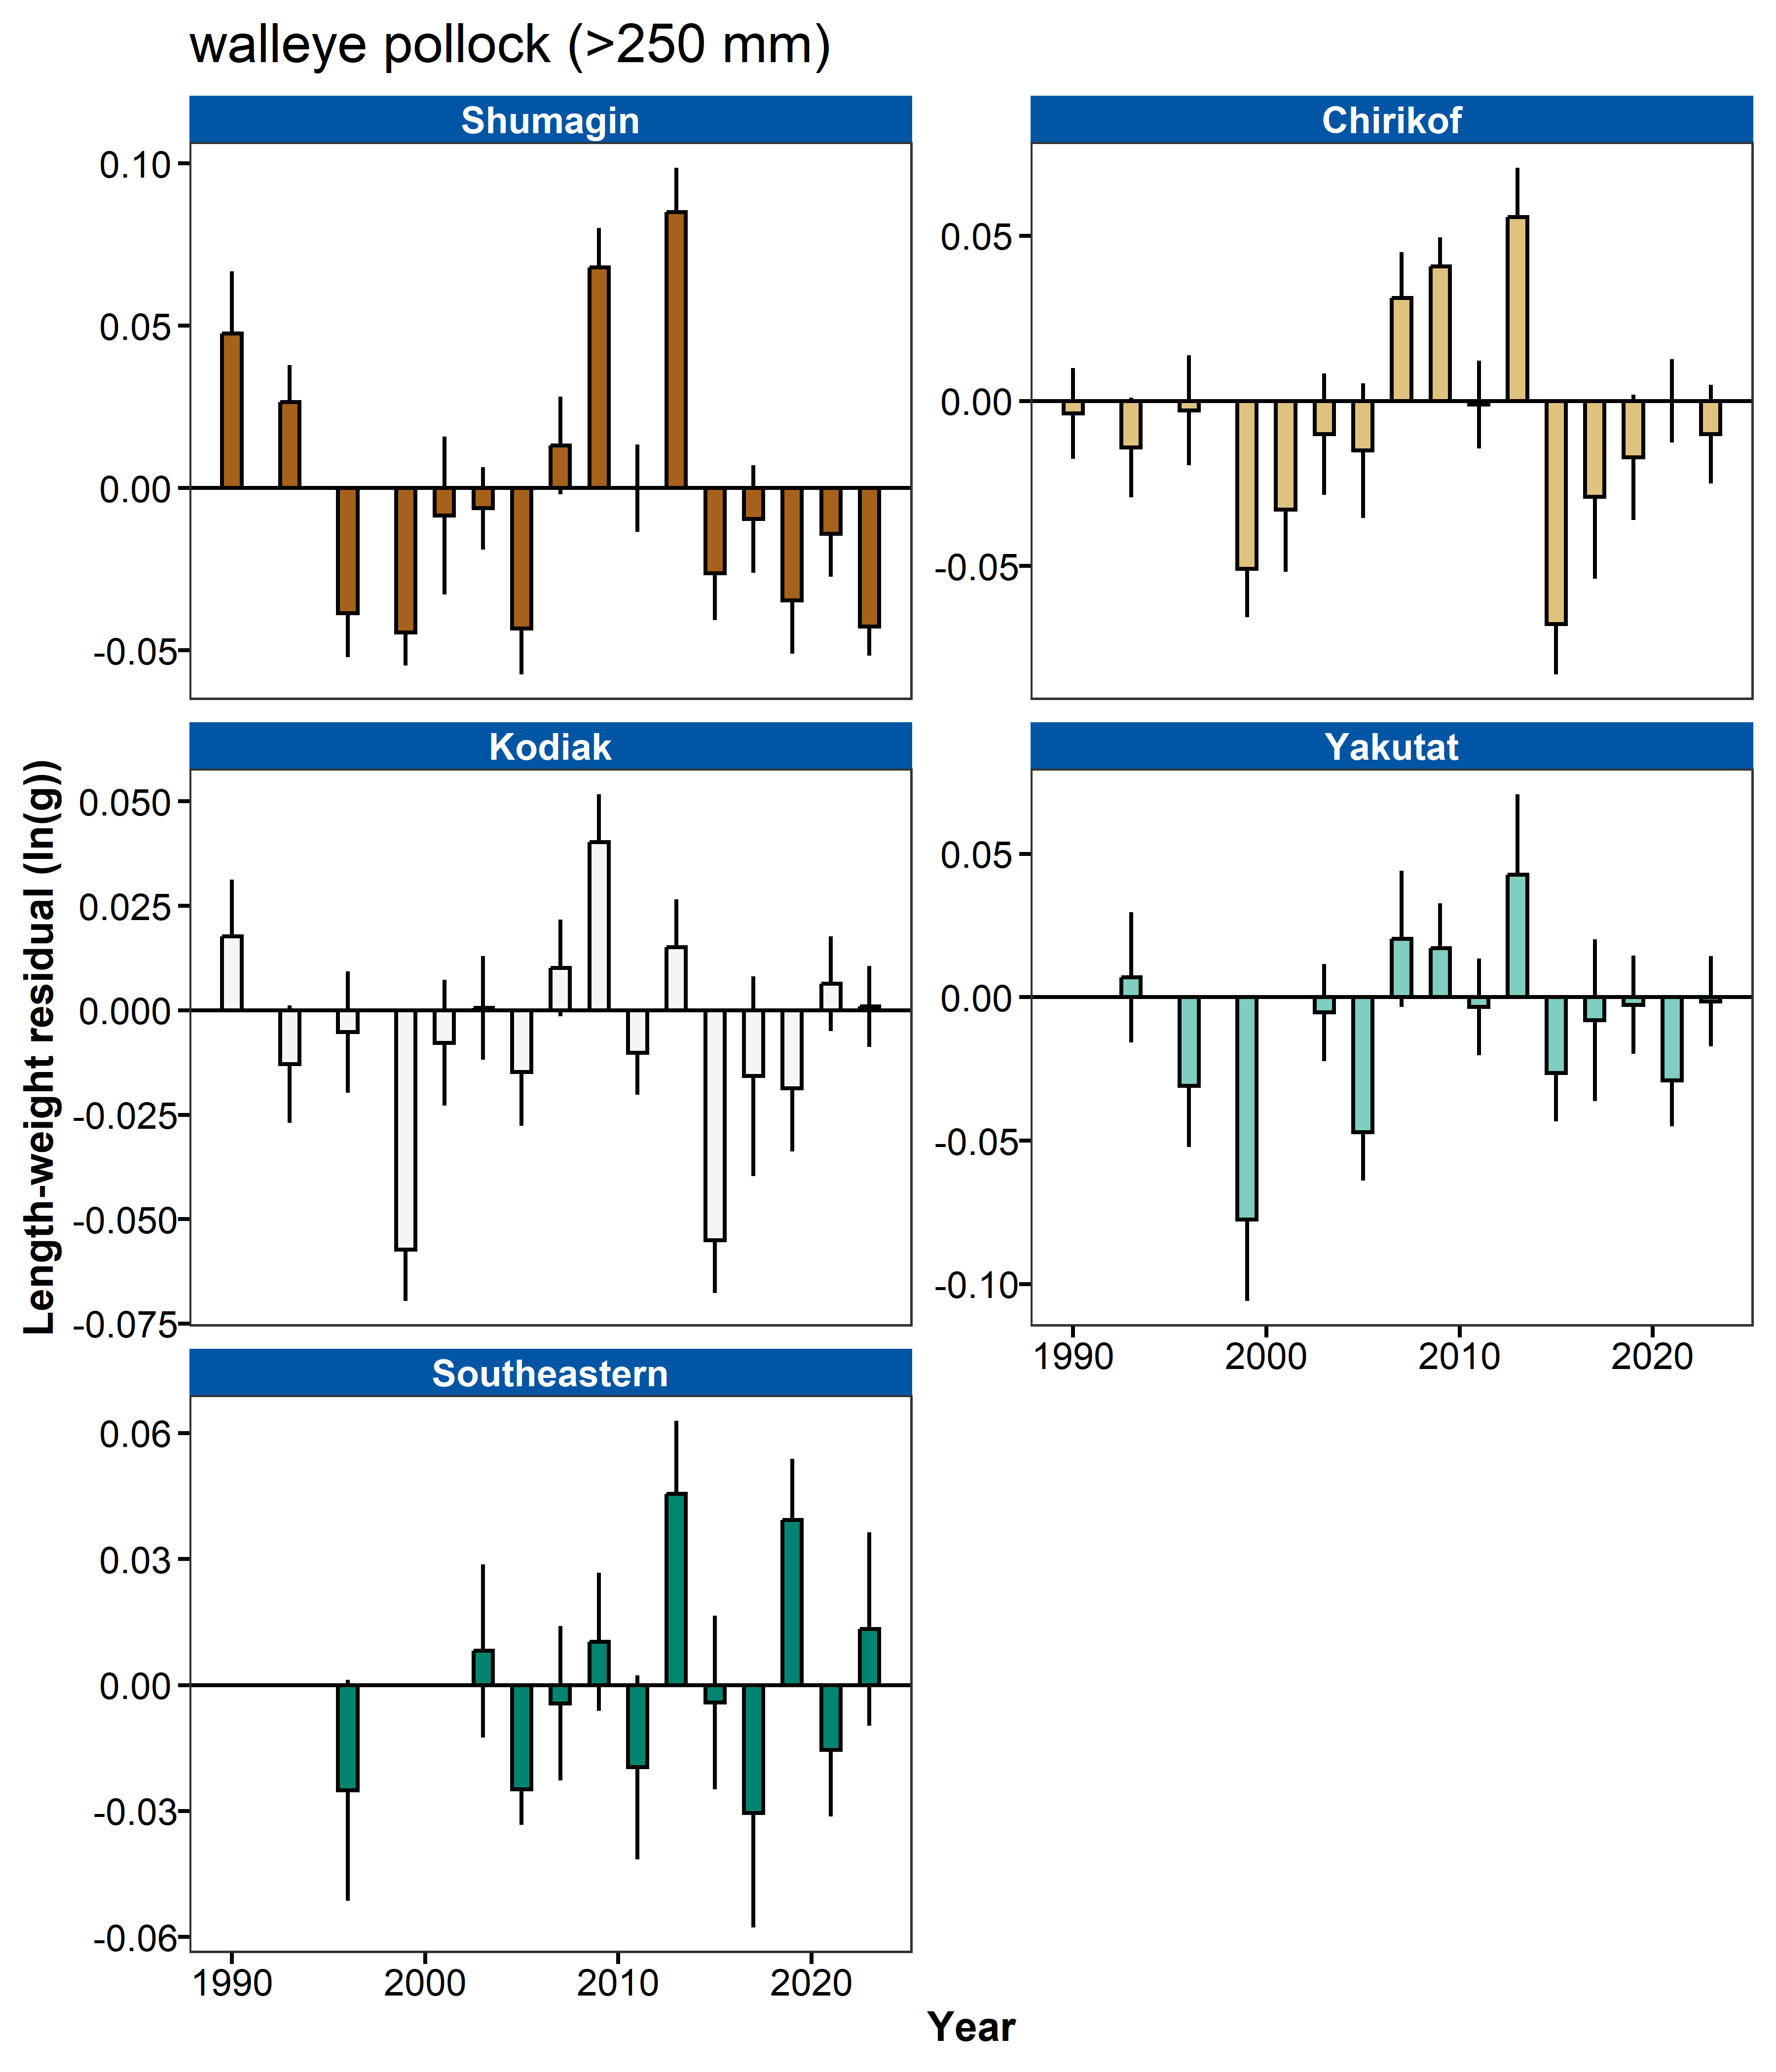 walleye pollock (>250 mm)
Shumagin
Chirikof
0.10
0.05
0.00
-0.05
0.05
0.00
-0.05
Kodiak
Yakutat
Length-weight residual (ln(g))
0.050
0.025
0.000
-0.025
-0.050
-0.075
0.05
0.00
-0.05
-0.10
1990 2000 2010 2020
Southeastern
0.06
0.03
0.00
-0.03
-0.06
1990 2000 2010 2020
Year